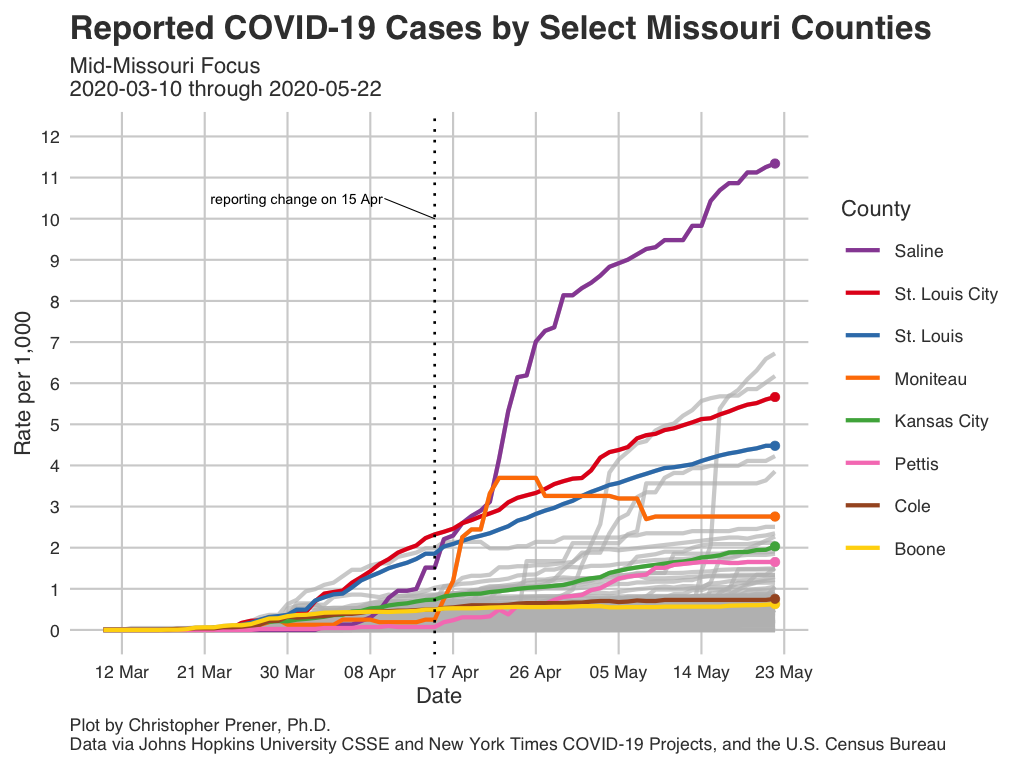 Reported COVID-19 Cases by Select Missouri Counties
Mid-Missouri Focus
2020-03-10 through 2020-05-22
12
11
10
9
8
7
6
5
4
3
2
1
0
Rate per 1,000
reporting change on 15 Apr
12 Mar
21 Mar
30 Mar
08 Apr
17 Apr
26 Apr
05 May
14 May
23 May
Date
County
Saline
St. Louis City
St. Louis
Moniteau
Kansas City
Pettis
Cole
Boone
Plot by Christopher Prener, Ph.D.
Data via Johns Hopkins University CSSE and New York Times COVID-19 Projects, and the U.S. Census Bureau